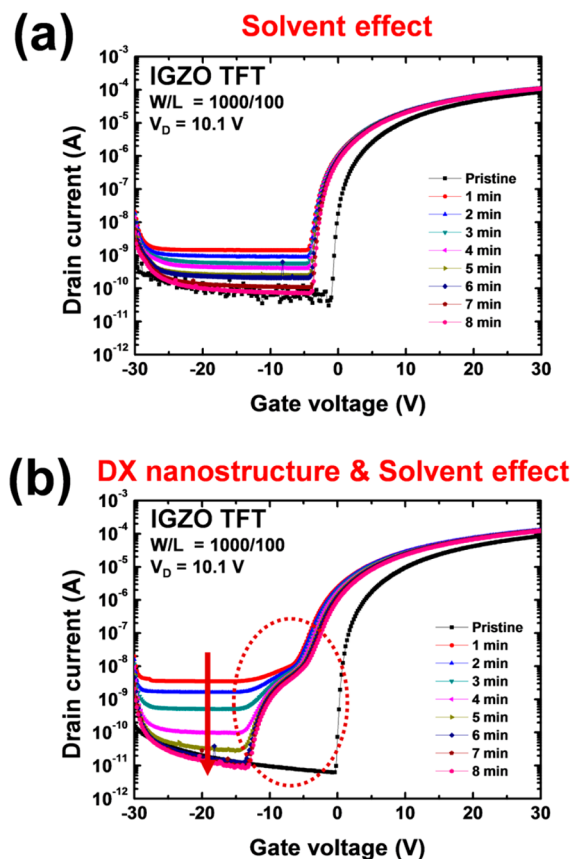 (a)
Solvent effect
IGZO TFT
W/L = 1000/100
V_D = 10.1 V
Drain current (A)
10^-3
10^-4
10^-5
10^-6
10^-7
10^-8
10^-9
10^-10
10^-11
10^-12
Pristine
1 min
2 min
3 min
4 min
5 min
6 min
7 min
8 min
-30 -20 -10 0 10 20 30
Gate voltage (V)
(b)
DX nanostructure & Solvent effect
IGZO TFT
W/L = 1000/100
V_D = 10.1 V
Drain current (A)
10^-3
10^-4
10^-5
10^-6
10^-7
10^-8
10^-9
10^-10
10^-11
10^-12
Pristine
1 min
2 min
3 min
4 min
5 min
6 min
7 min
8 min
-30 -20 -10 0 10 20 30
Gate voltage (V)